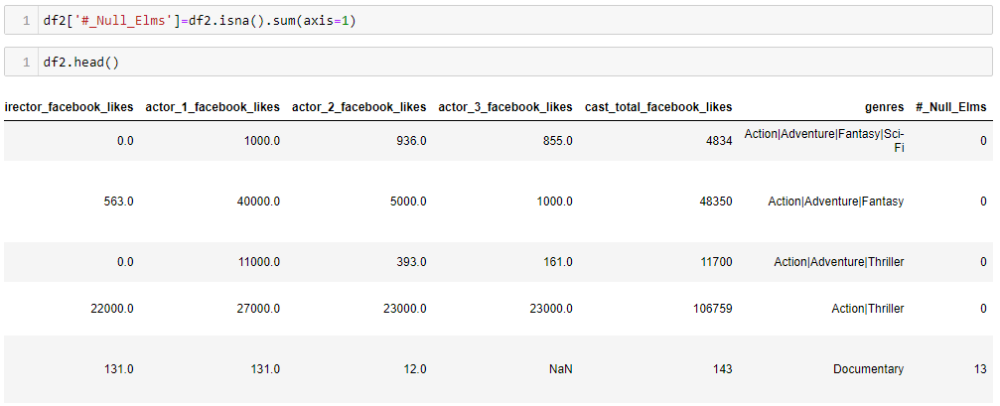 1 df2['#_Null_Elms']=df2.isna().sum(axis=1)
1 df2.head()
irector_facebook_likes actor_1_facebook_likes actor_2_facebook_likes actor_3_facebook_likes cast_total_facebook_likes genres #_Null_Elms
0.0 1000.0 936.0 855.0 4834 Action|Adventure|Fantasy|Sci-
Fi 0
563.0 40000.0 5000.0 1000.0 48350 Action|Adventure|Fantasy 0
0.0 11000.0 393.0 161.0 11700 Action|Adventure|Thriller 0
22000.0 27000.0 23000.0 23000.0 106759 Action|Thriller 0
131.0 131.0 12.0 NaN 143 Documentary 13